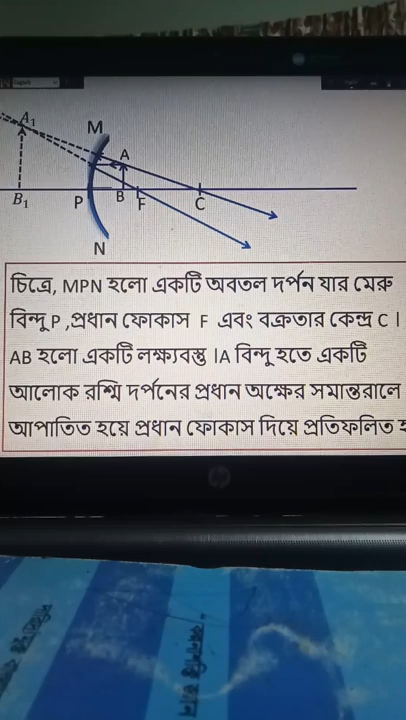 English
A₁
M
A
B₁
P
B
F
C
N
চিত্রে, MPN হলো একটি অবতল দর্পন যার মেরু
বিন্দু P ,প্রধান ফোকাস F এবং বক্রতার কেন্দ্র C ।
AB হলো একটি লক্ষ্যবস্তু ।A বিন্দু হতে একটি
আলোক রশ্মি দর্পনের প্রধান অক্ষের সমান্তরালে
আপাতিত হয়ে প্রধান ফোকাস দিয়ে প্রতিফলিত
hp